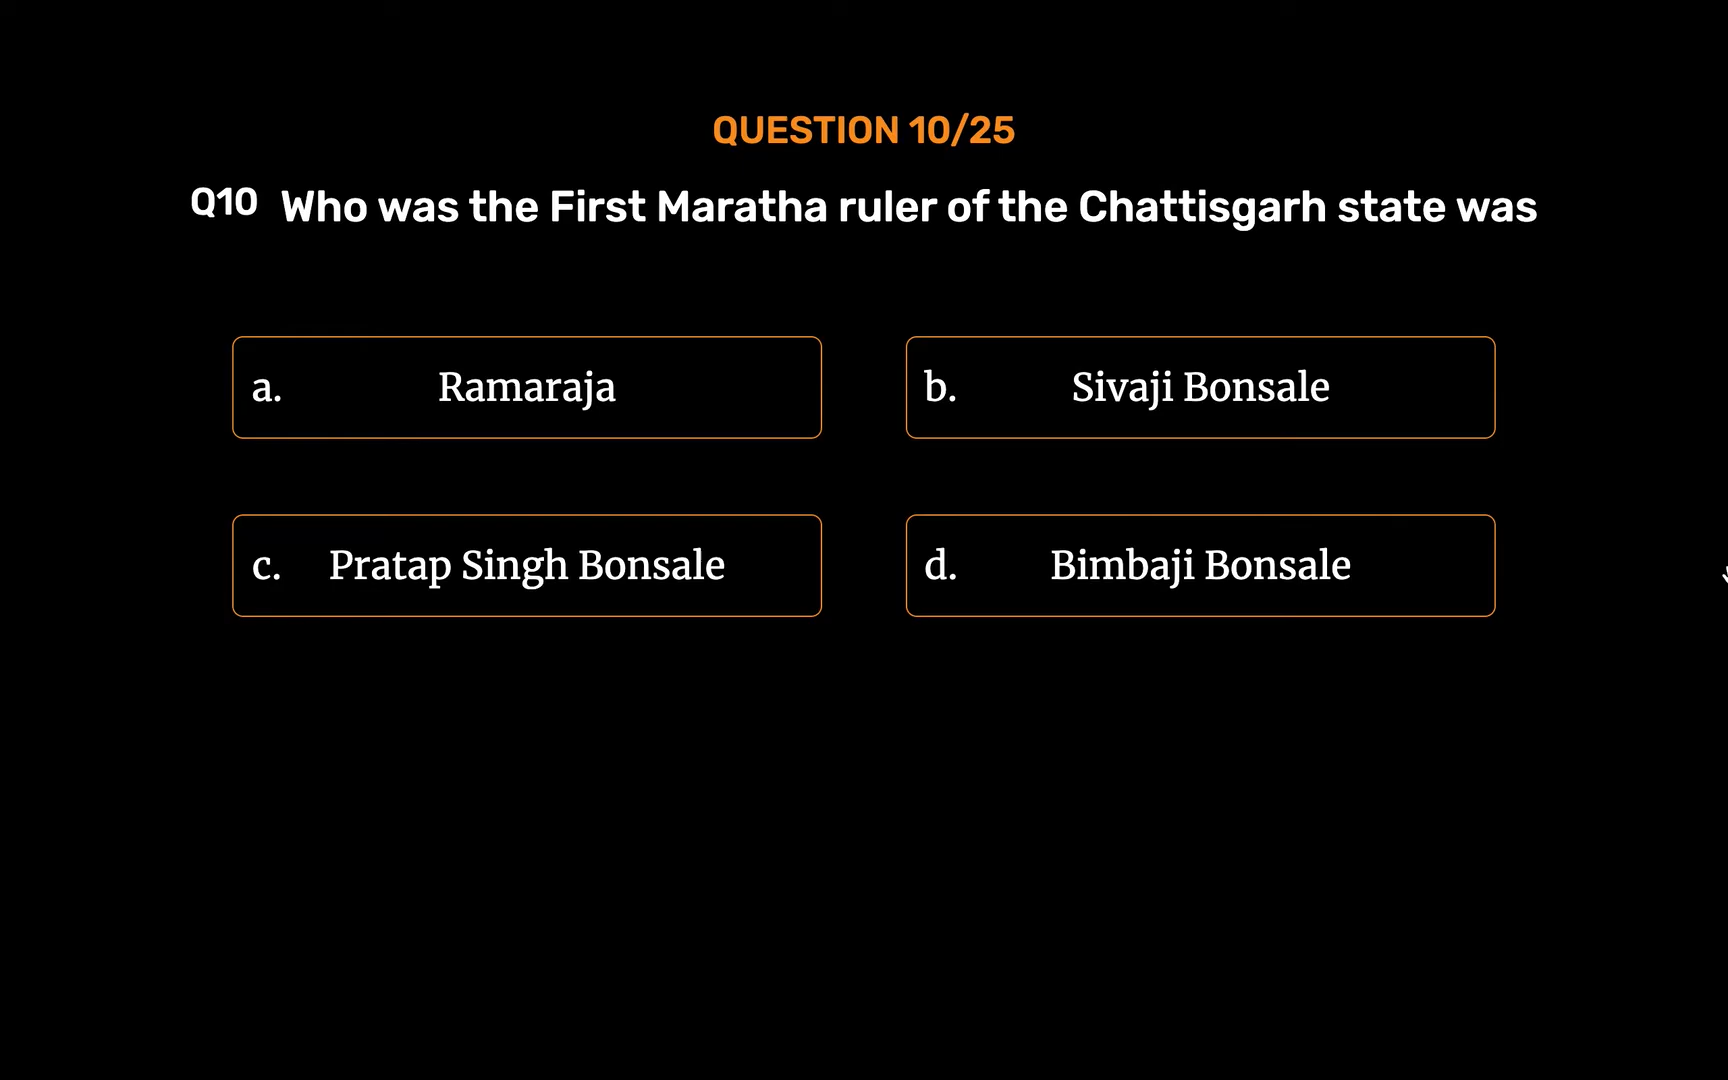 QUESTION 10/25
Q10 Who was the First Maratha ruler of the Chattisgarh state was
a. Ramaraja
b. Sivaji Bonsale
c. Pratap Singh Bonsale
d. Bimbaji Bonsale